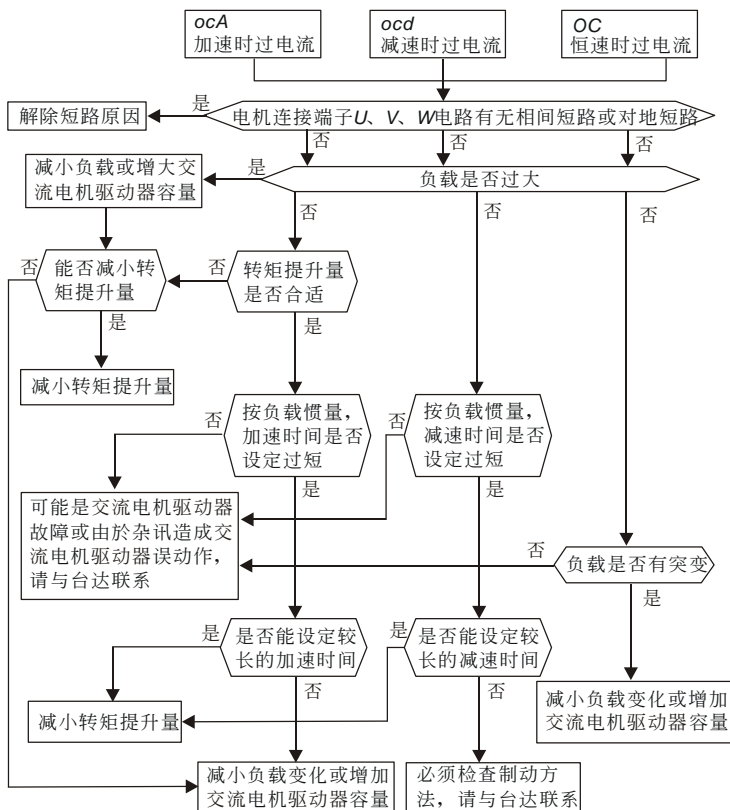 ocA
加速时过电流
ocd
减速时过电流
OC
恒速时过电流
解除短路原因
是
电机连接端子U、V、W电路有无相间短路或对地短路
否
否
否
减小负载或增大交
流电机驱动器容量
是
负载是否过大
否
否
否
否
能否减小转
矩提升量
否
转矩提升量
是否合适
是
是
减小转矩提升量
否
按负载惯量，
加速时间是否
设定过短
否
按负载惯量，
减速时间是否
设定过短
是
是
可能是交流电机驱动器
故障或由於杂讯造成交
流电机驱动器误动作，
请与台达联系
否
负载是否有突变
是
是
是否能设定较
长的加速时间
是
是否能设定较
长的减速时间
否
否
减小转矩提升量
减小负载变化或增加
交流电机驱动器容量
减小负载变化或增加
交流电机驱动器容量
必须检查制动方
法，请与台达联系